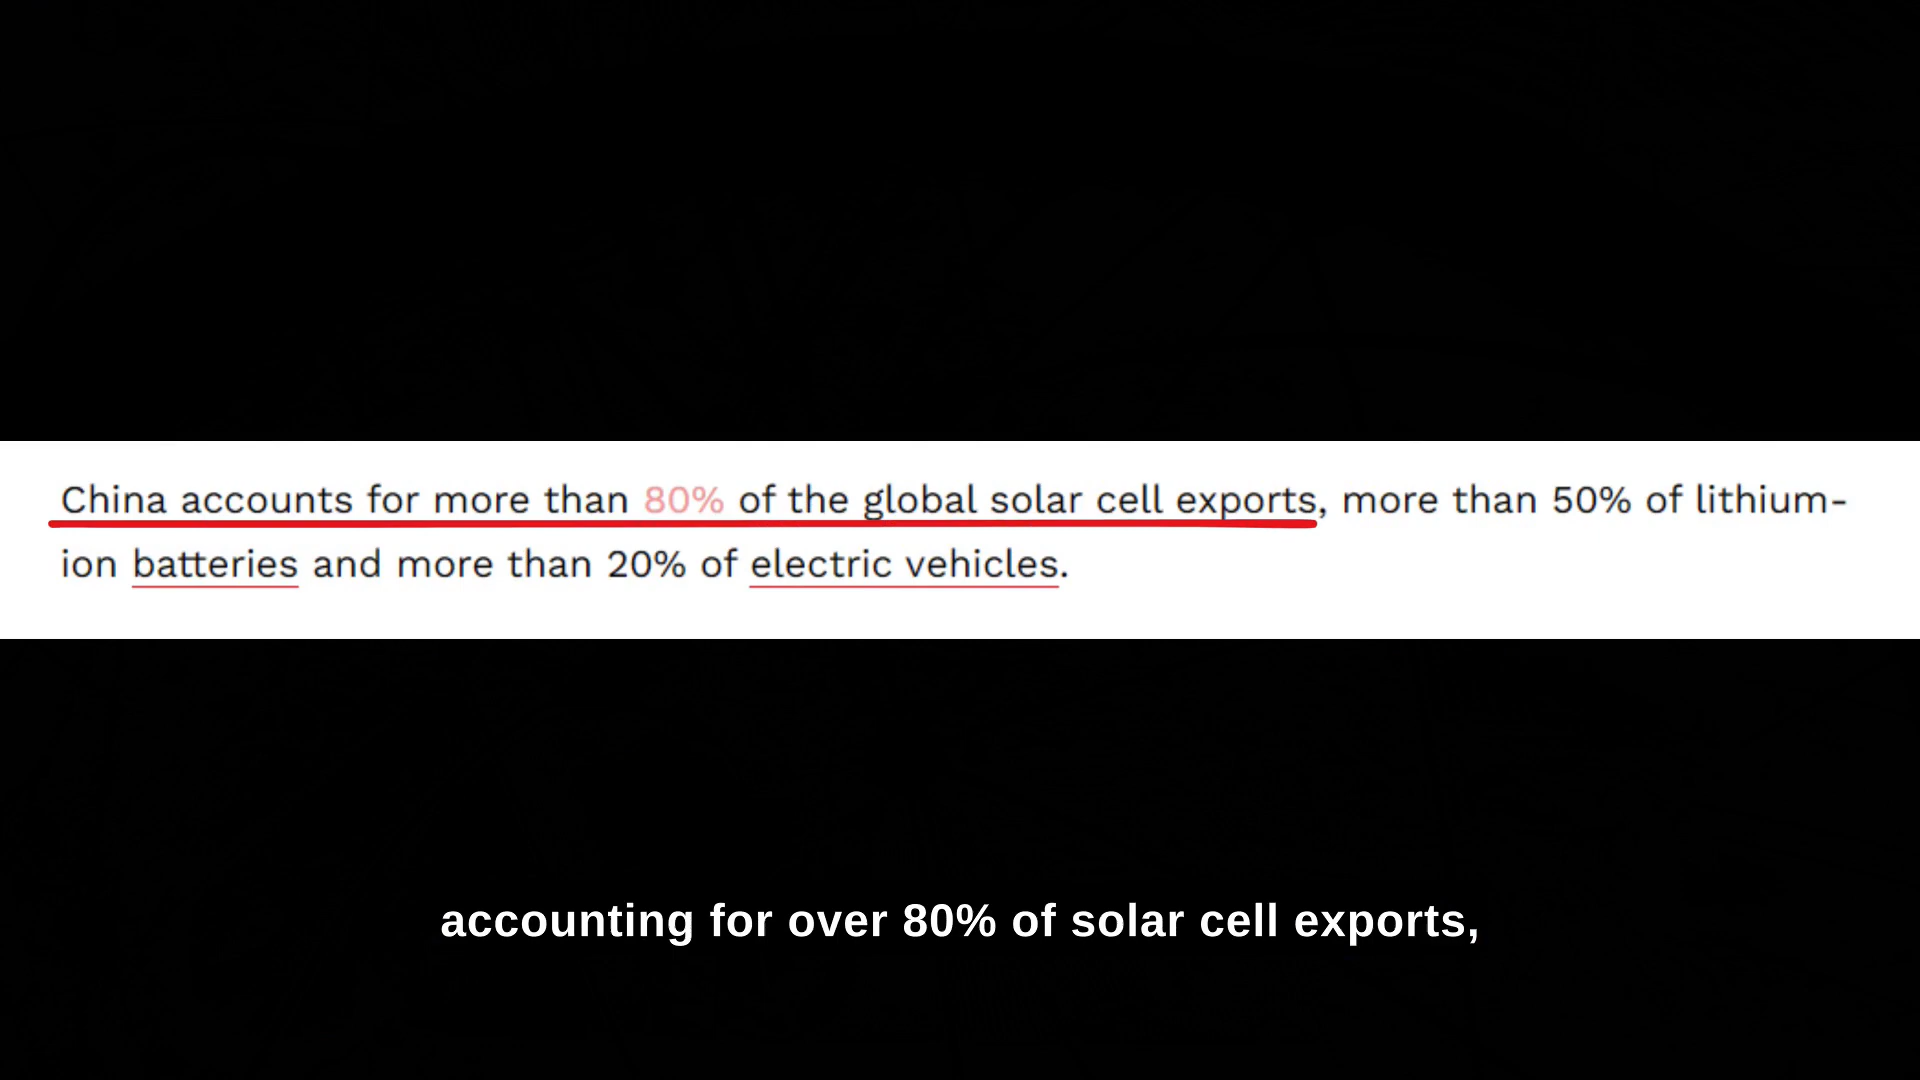 China accounts for more than 80% of the global solar cell exports, more than 50% of lithium-
ion batteries and more than 20% of electric vehicles.
accounting for over 80% of solar cell exports,